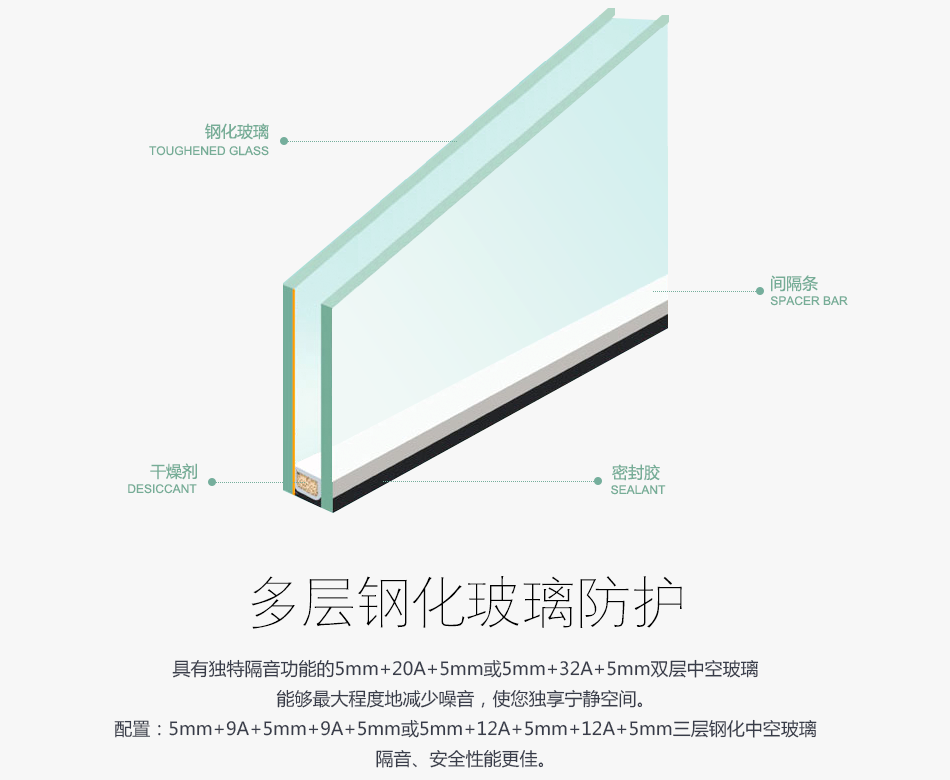 钢化玻璃
TOUGHENED GLASS
间隔条
SPACER BAR
干燥剂
DESICCANT
密封胶
SEALANT
多层钢化玻璃防护
具有独特隔音功能的5mm+20A+5mm或5mm+32A+5mm双层中空玻璃
能够最大程度地减少噪音，使您独享宁静空间。
配置：5mm+9A+5mm+9A+5mm或5mm+12A+5mm+12A+5mm三层钢化中空玻璃
隔音、安全性能更佳。